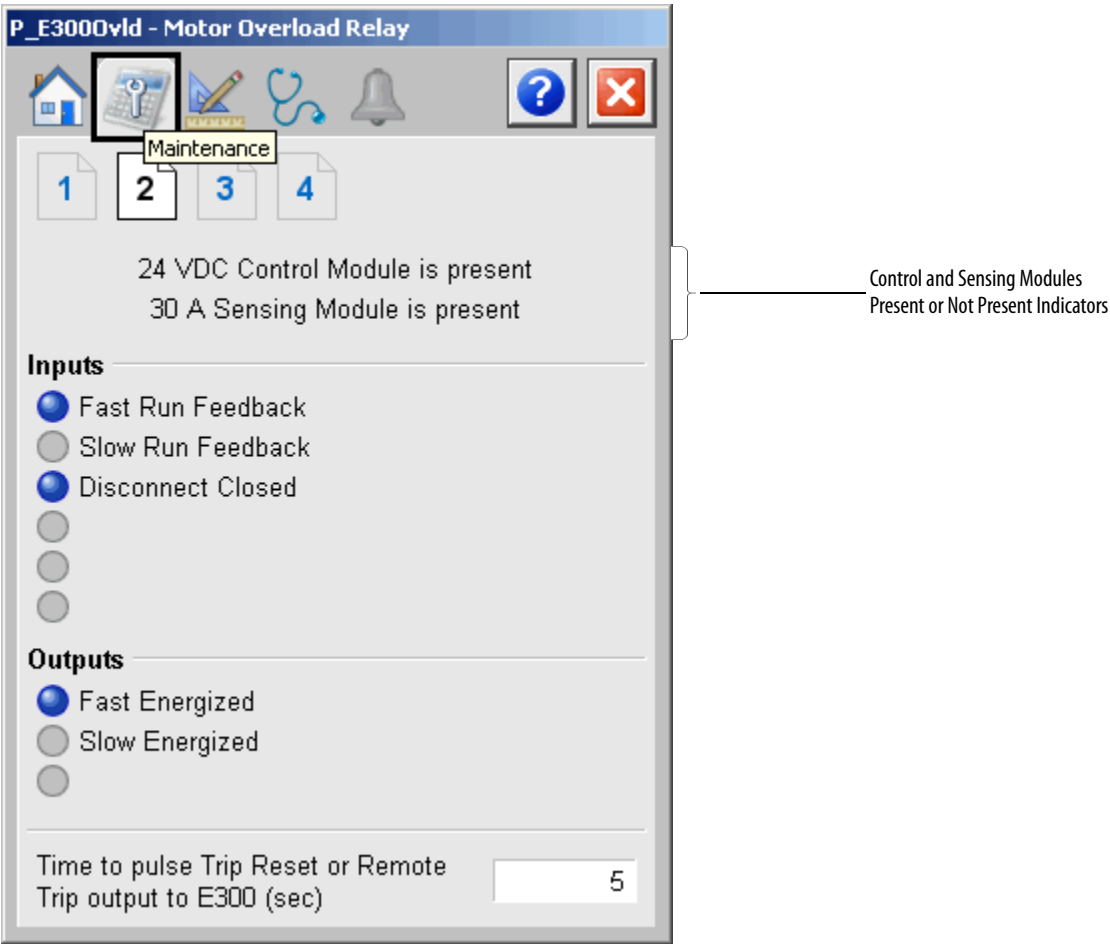 P_E300Ovld - Motor Overload Relay
?
Maintenance
1 2 3 4
24 VDC Control Module is present
30 A Sensing Module is present
Control and Sensing Modules
Present or Not Present Indicators
Inputs
Fast Run Feedback
Slow Run Feedback
Disconnect Closed
Outputs
Fast Energized
Slow Energized
Time to pulse Trip Reset or Remote
Trip output to E300 (sec)
5